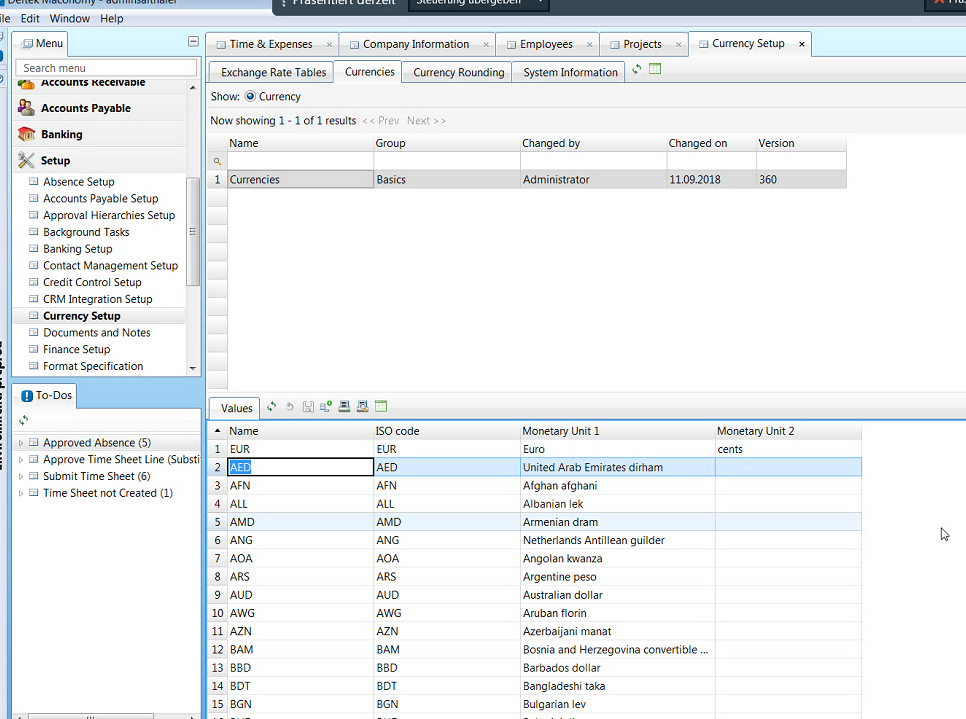 Deltek Maconomy - adminsatthaler
Präsentiert derzeit
Steuerung übergeben
Edit Window Help
Menu
Search menu
Accounts Receivable
Accounts Payable
Banking
Setup
Absence Setup
Accounts Payable Setup
Approval Hierarchies Setup
Background Tasks
Banking Setup
Contact Management Setup
Credit Control Setup
CRM Integration Setup
Currency Setup
Documents and Notes
Finance Setup
Format Specification
To-Dos
Approved Absence (5)
Approve Time Sheet Line (Substi
Submit Time Sheet (6)
Time Sheet not Created (1)
Time & Expenses Company Information Employees Projects Currency Setup
Exchange Rate Tables Currencies Currency Rounding System Information
Show: Currency
Now showing 1 - 1 of 1 results << Prev Next >>
Name Group Changed by Changed on Version
1 Currencies Basics Administrator 11.09.2018 360
Values
Name ISO code Monetary Unit 1 Monetary Unit 2
1 EUR EUR Euro cents
2 AED AED United Arab Emirates dirham
3 AFN AFN Afghan afghani
4 ALL ALL Albanian lek
5 AMD AMD Armenian dram
6 ANG ANG Netherlands Antillean guilder
7 AOA AOA Angolan kwanza
8 ARS ARS Argentine peso
9 AUD AUD Australian dollar
10 AWG AWG Aruban florin
11 AZN AZN Azerbaijani manat
12 BAM BAM Bosnia and Herzegovina convertible ...
13 BBD BBD Barbados dollar
14 BDT BDT Bangladeshi taka
15 BGN BGN Bulgarian lev